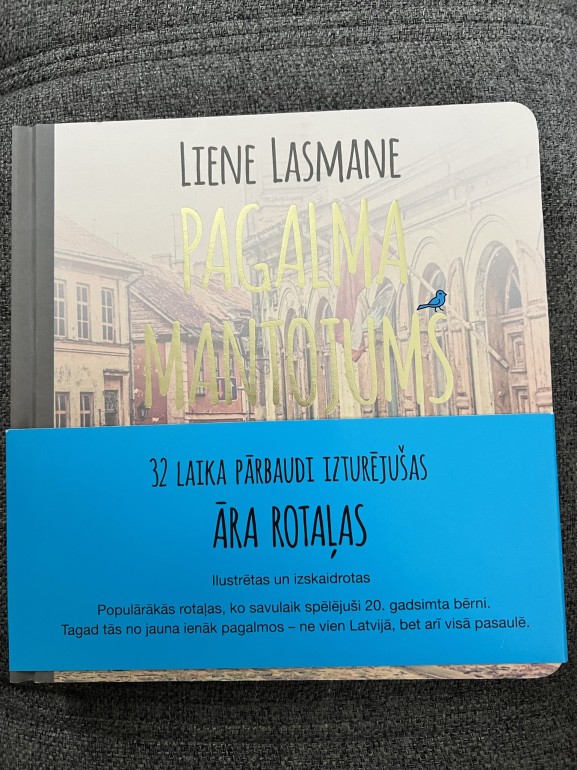 LIENE LASMANE
PAGALMA
MANTOJUMS
32 LAIKA PĀRBAUDI IZTURĒJUŠAS
ĀRA ROTAĻAS
Ilustrētas un izskaidrotas
Populārākās rotaļas, ko savulaik spēlējuši 20. gadsimta bērni.
Tagad tās no jauna ienāk pagalmos – ne vien Latvijā, bet arī visā pasaulē.